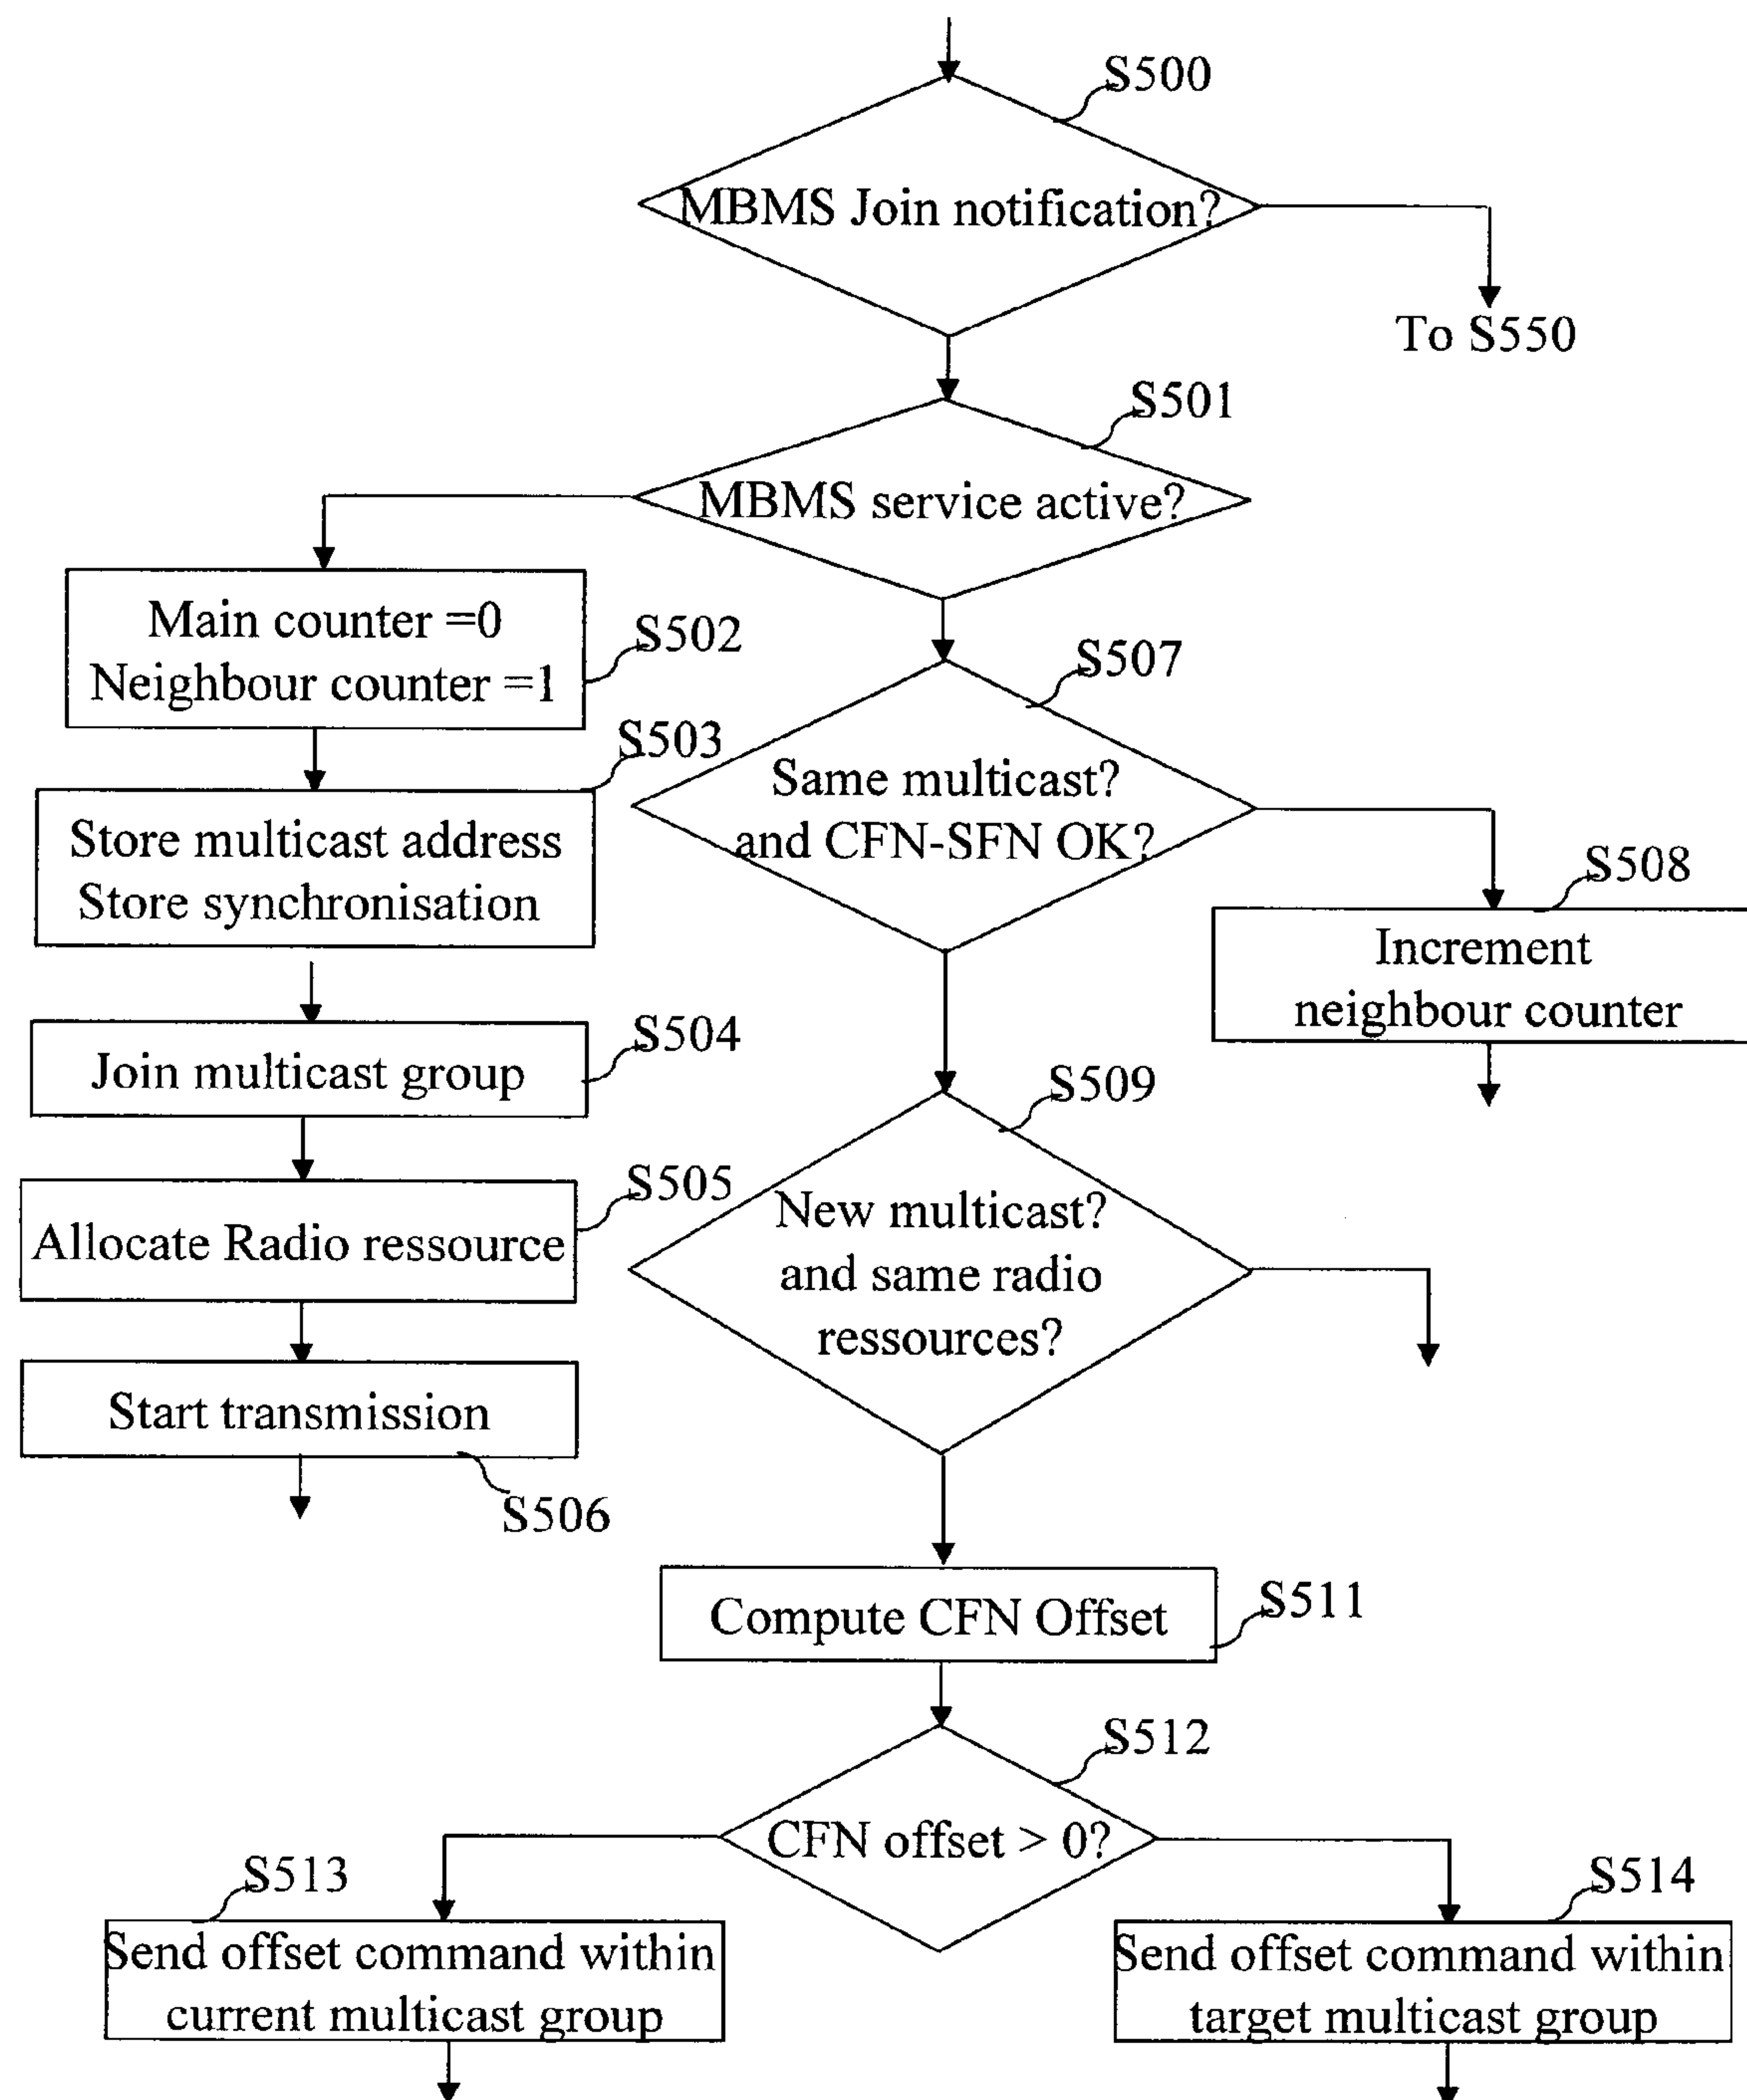 S500
MBMS Join notification?
To S550
S501
MBMS service active?
Main counter =0
Neighbour counter =1
S502
S507
S503
Same multicast?
and CFN-SFN OK?
Store multicast address
Store synchronisation
S508
Increment
neighbour counter
S504
Join multicast group
S509
S505
New multicast?
and same radio
ressources?
Allocate Radio ressource
Start transmission
S506
Compute CFN Offset
S511
S512
CFN offset > 0?
S513
Send offset command within
current multicast group
S514
Send offset command within
target multicast group